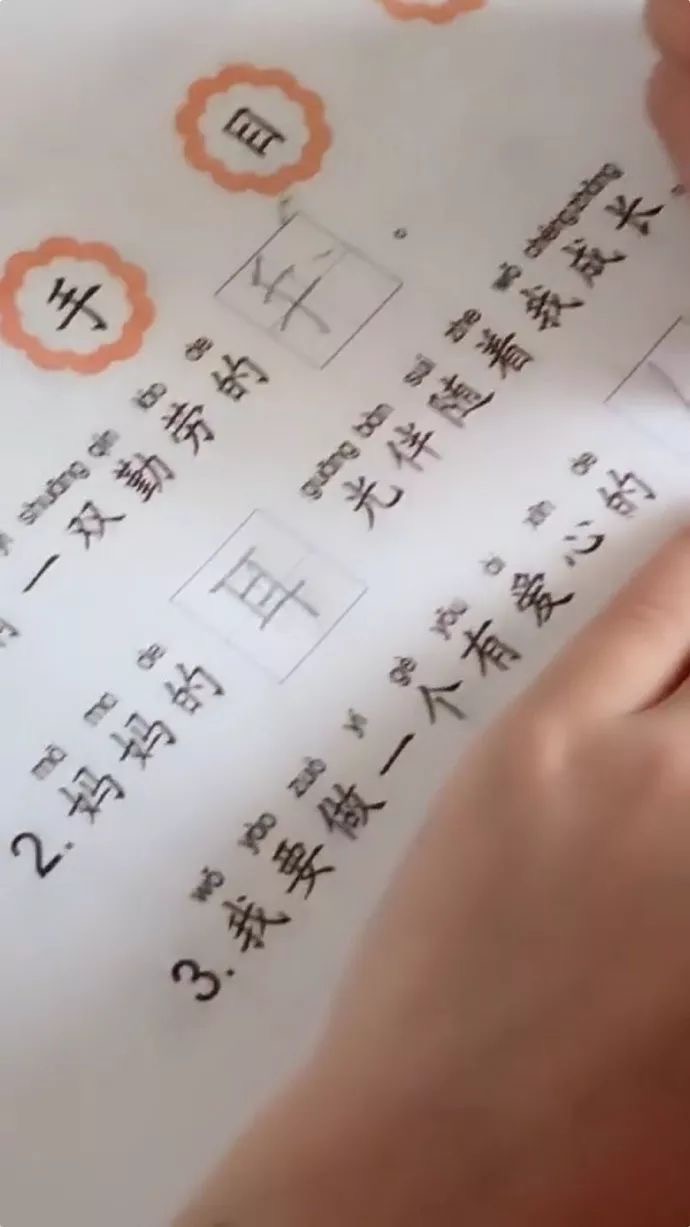 手 目
shuāng qín láo de
一双勤劳的手。
mā ma de guāng bàn suí zhe wǒ chéng zhǎng
2. 妈妈的耳光伴随着我成长。
wǒ yào zuò yí gè yǒu ài xīn de
3. 我要做一个有爱心的